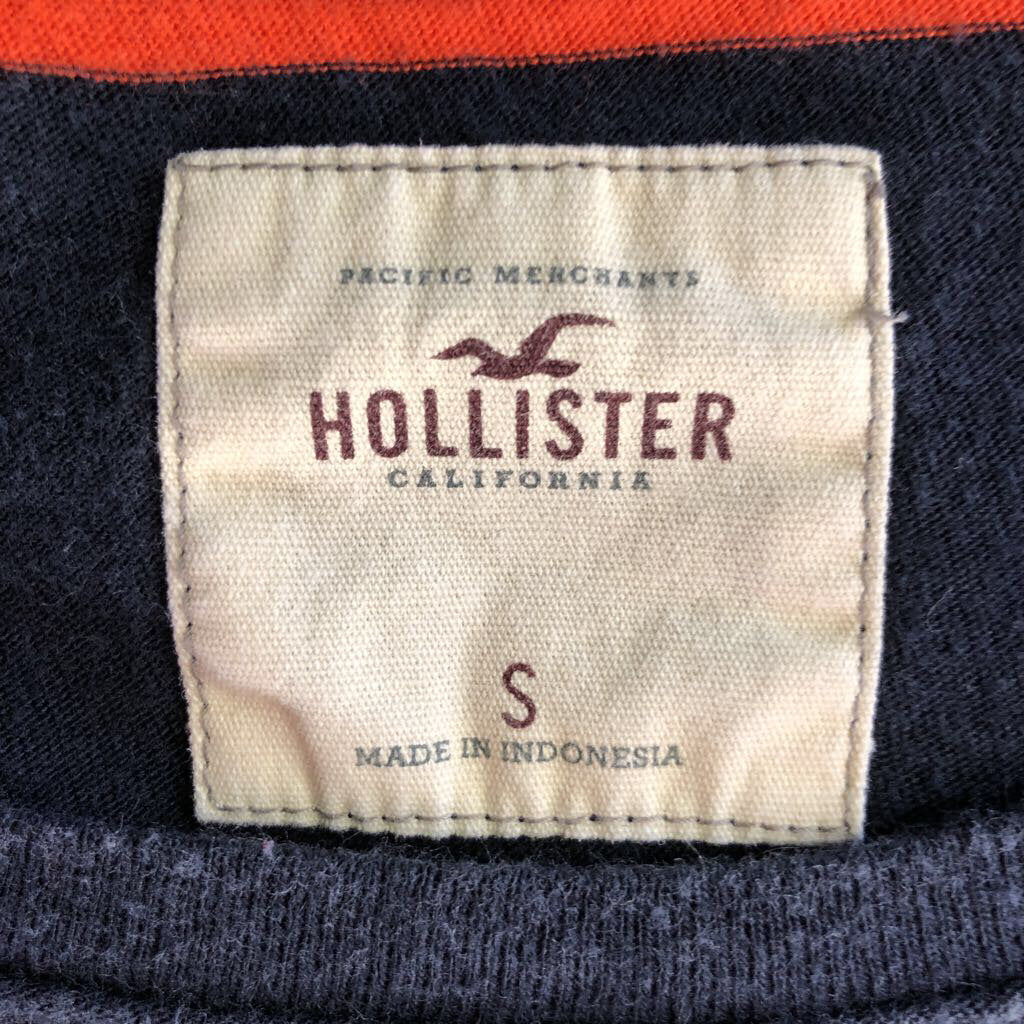 PACIFIC MERCHANTS
HOLLISTER
CALIFORNIA
S
MADE IN INDONESIA